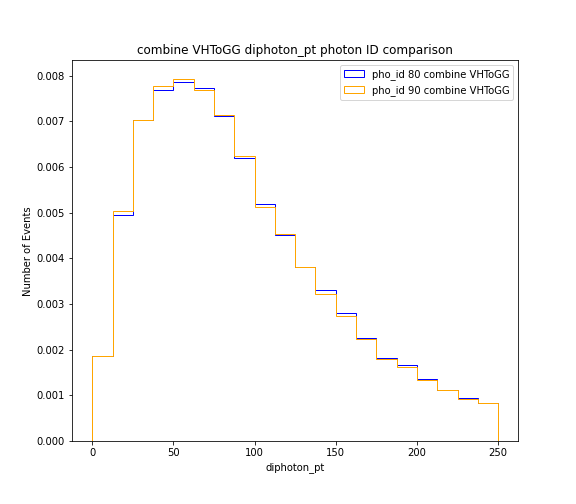 combine VHToGG diphoton_pt photon ID comparison
pho_id 80 combine VHToGG
pho_id 90 combine VHToGG
0.008
0.007
0.006
0.005
0.004
0.003
0.002
0.001
0.000
Number of Events
0 50 100 150 200 250
diphoton_pt